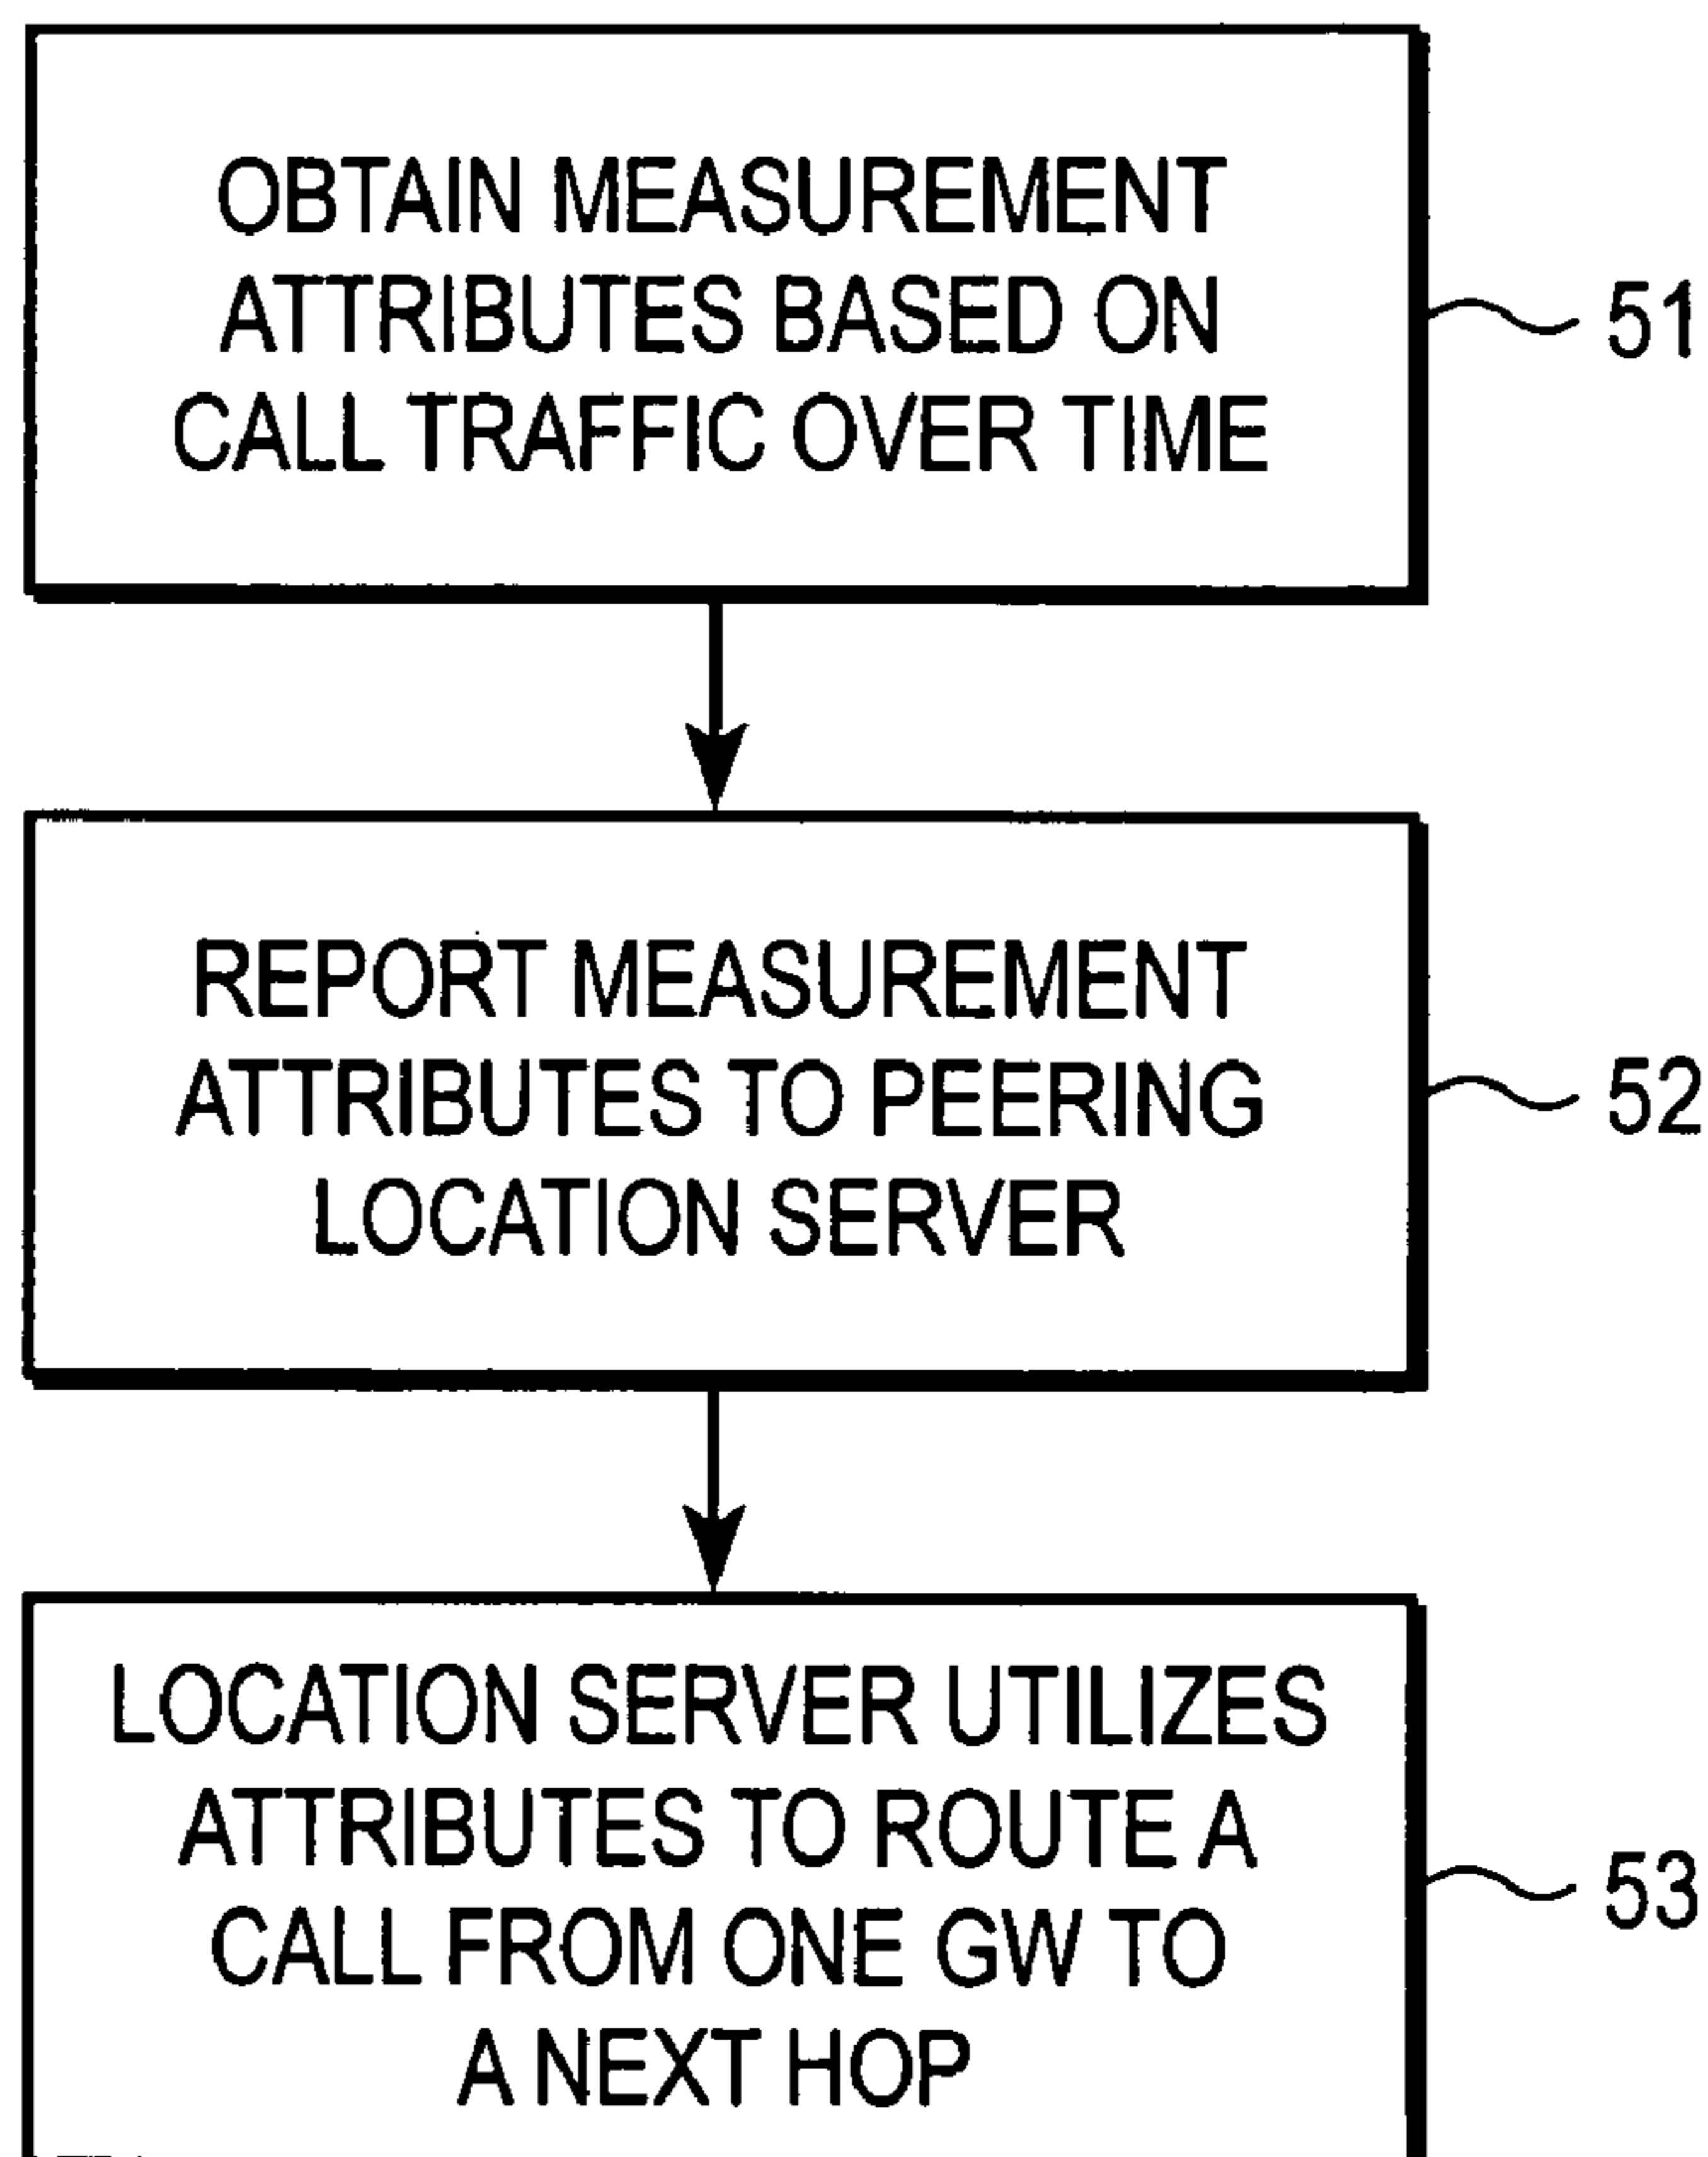 OBTAIN MEASUREMENT
ATTRIBUTES BASED ON
CALL TRAFFIC OVER TIME
51
REPORT MEASUREMENT
ATTRIBUTES TO PEERING
LOCATION SERVER
52
LOCATION SERVER UTILIZES
ATTRIBUTES TO ROUTE A
CALL FROM ONE GW TO
A NEXT HOP
53